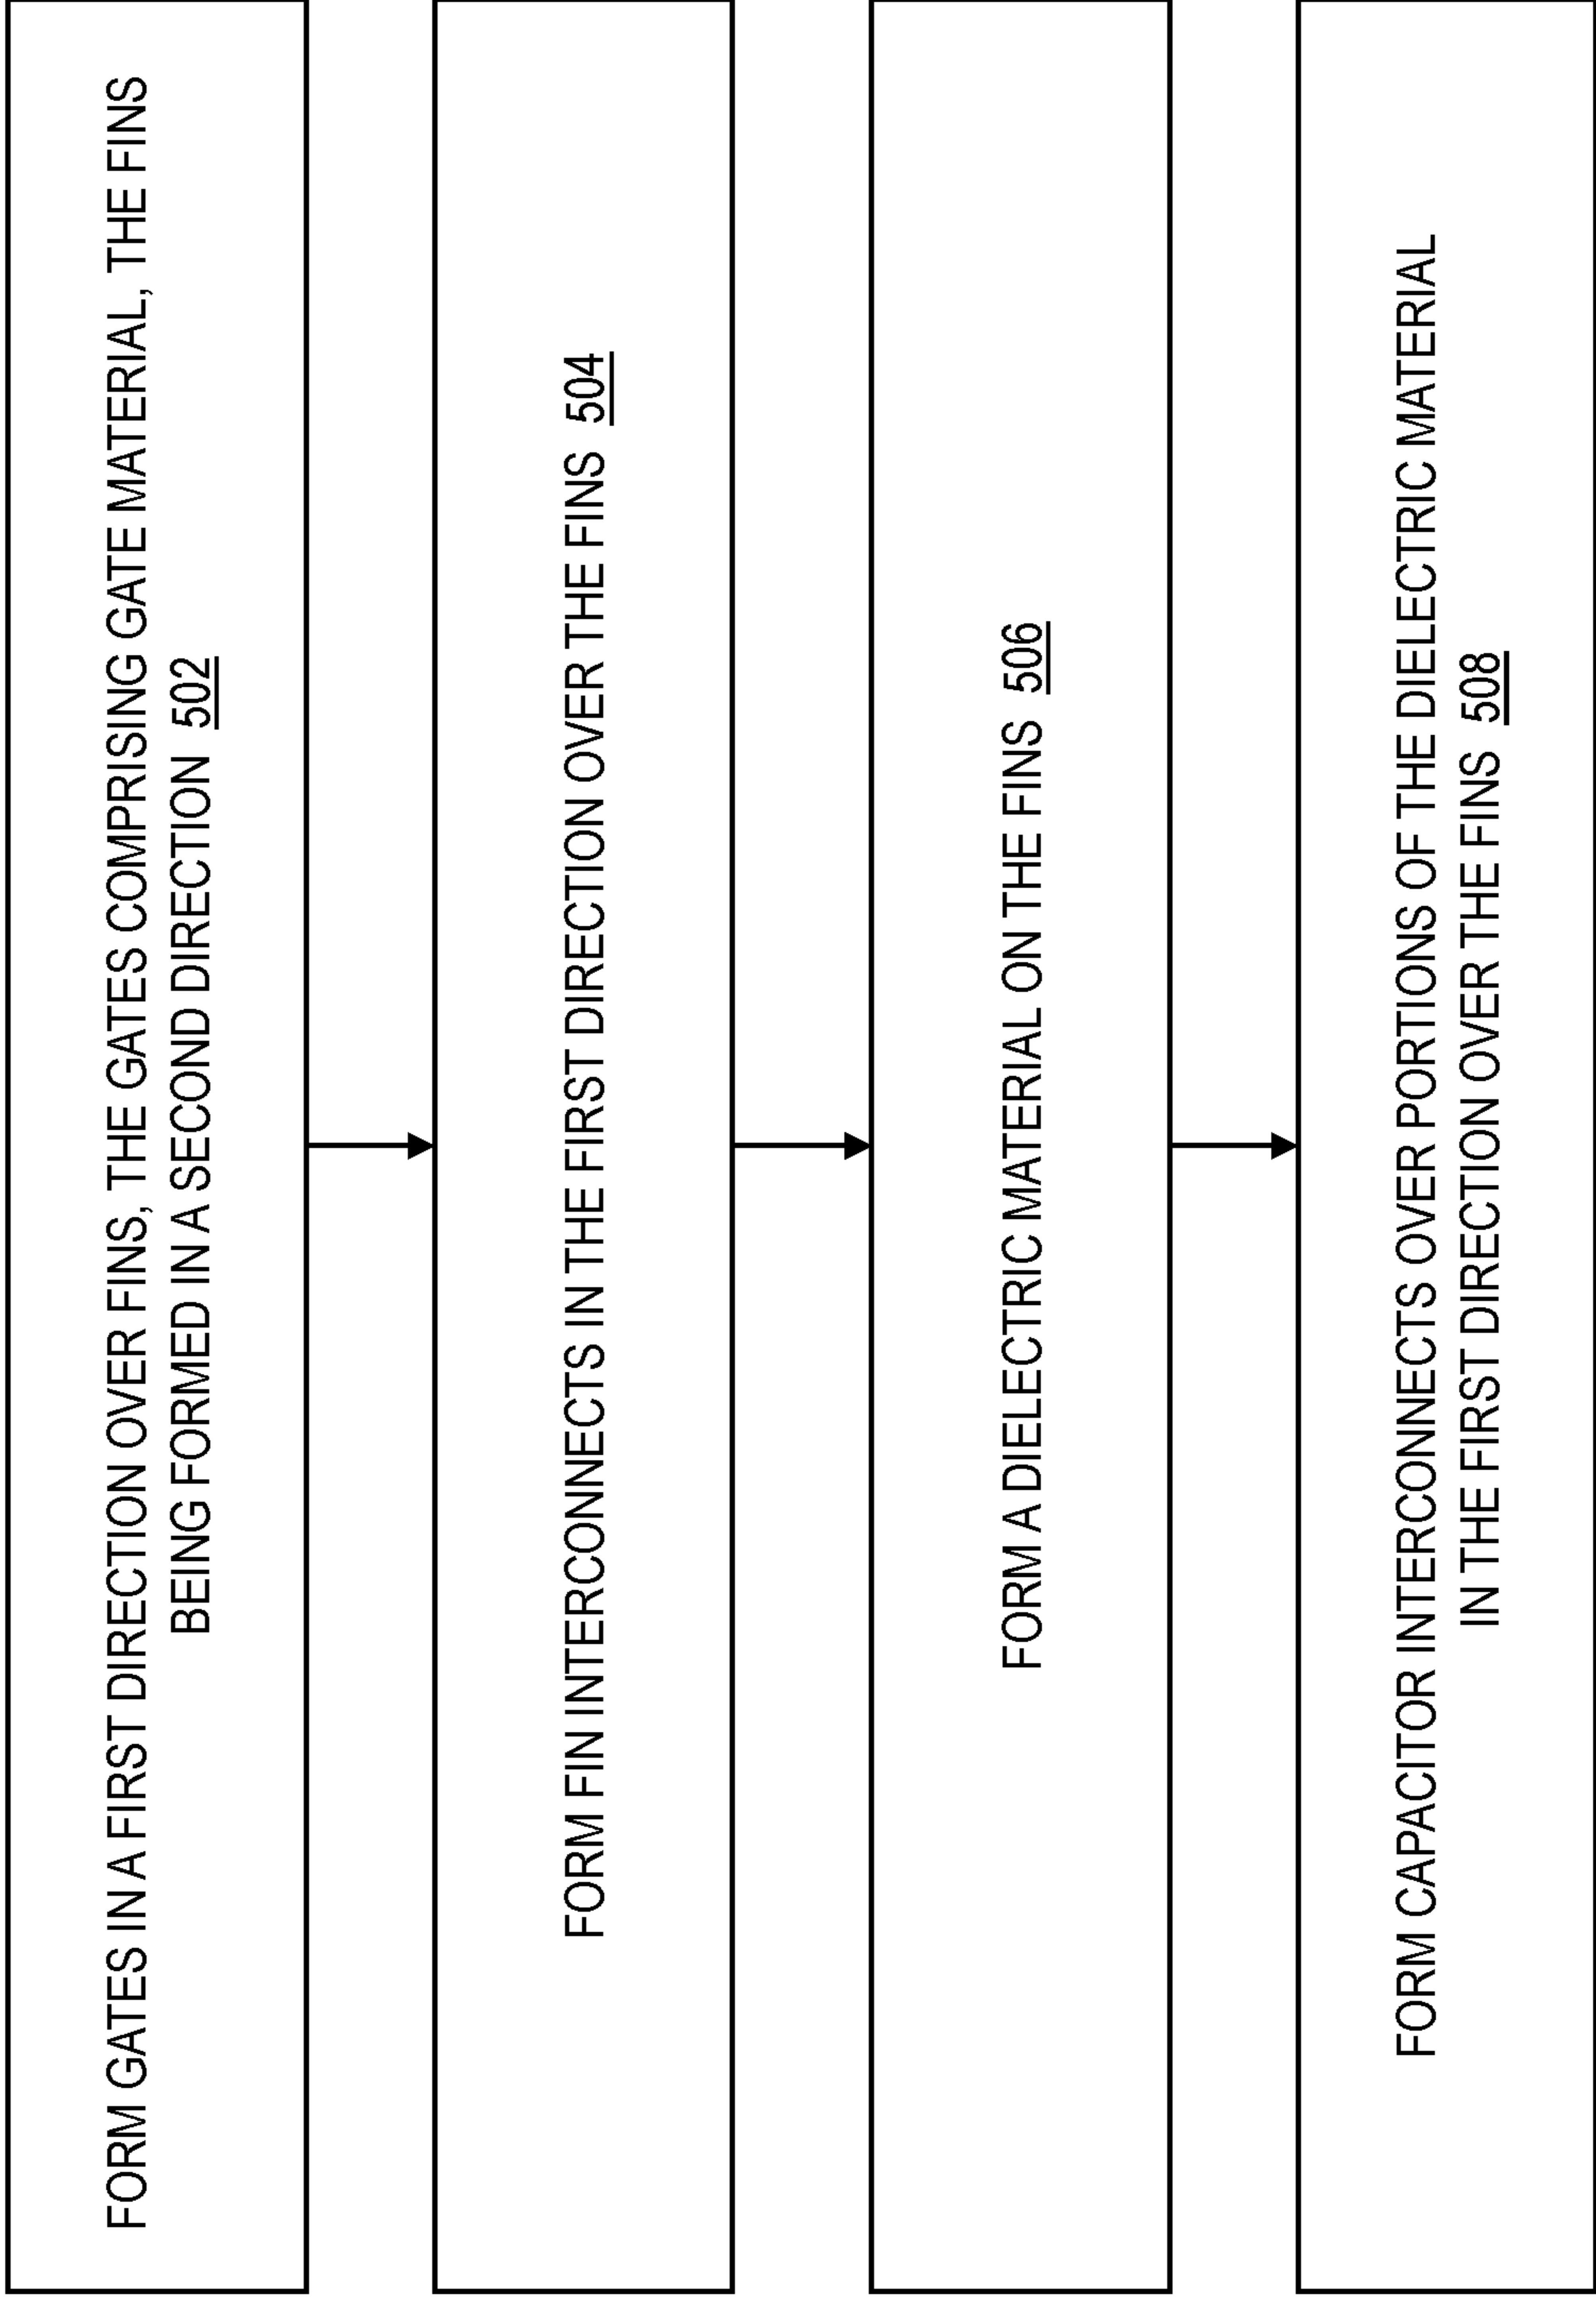 FORM GATES IN A FIRST DIRECTION OVER FINS, THE GATES COMPRISING GATE MATERIAL, THE FINS
BEING FORMED IN A SECOND DIRECTION 502
FORM FIN INTERCONNECTS IN THE FIRST DIRECTION OVER THE FINS 504
FORM A DIELECTRIC MATERIAL ON THE FINS 506
FORM CAPACITOR INTERCONNECTS OVER PORTIONS OF THE DIELECTRIC MATERIAL
IN THE FIRST DIRECTION OVER THE FINS 508